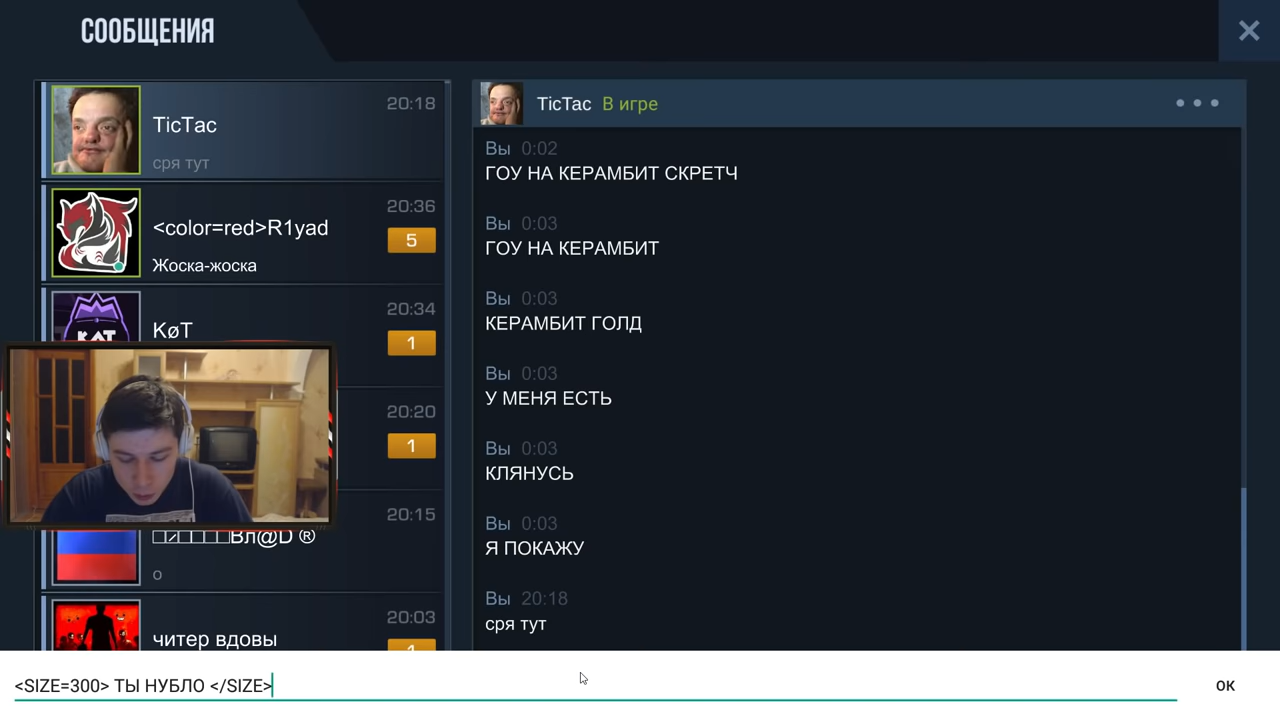 СООБЩЕНИЯ
TicTac
20:18
сря тут
<color=red>R1yad
20:36
5
Жоска-жоска
KøT
20:34
1
КАТ
20:20
1
Вл@D ®
20:15
о
читер вдовы
20:03
1
TicTac В игре
Вы 0:02
ГОУ НА КЕРАМБИТ СКРЕТЧ
Вы 0:03
ГОУ НА КЕРАМБИТ
Вы 0:03
КЕРАМБИТ ГОЛД
Вы 0:03
У МЕНЯ ЕСТЬ
Вы 0:03
КЛЯНУСЬ
Вы 0:03
Я ПОКАЖУ
Вы 20:18
сря тут
<SIZE=300> ТЫ НУБЛО </SIZE>
ОК